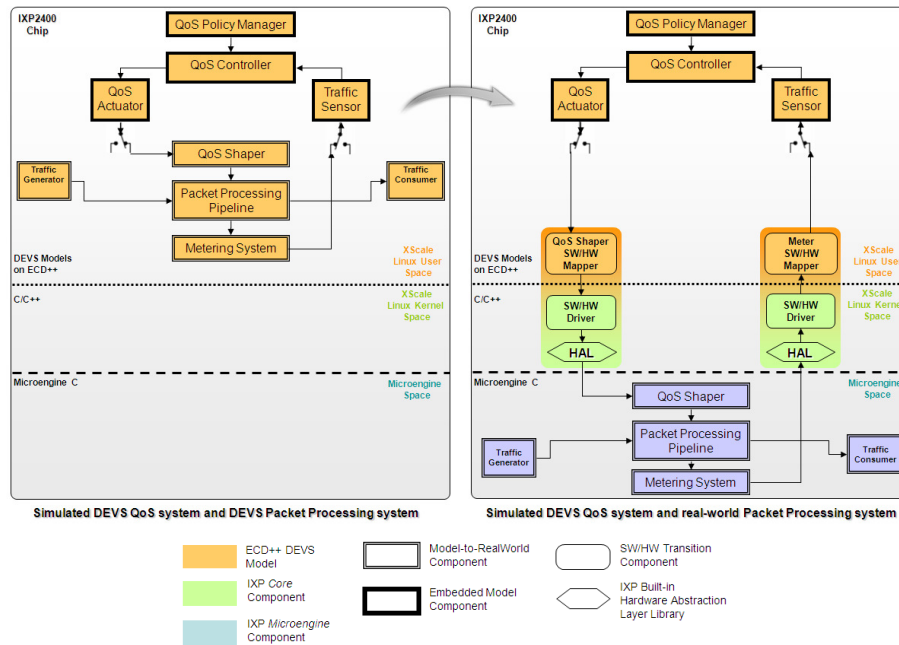 IXP2400
Chip
QoS Policy Manager
QoS Controller
QoS
Actuator
Traffic
Sensor
QoS Shaper
Traffic
Generator
Packet Processing
Pipeline
Traffic
Consumer
Metering System
DEVS Models
on ECD++
XScale
Linux User
Space
C/C++
XScale
Linux Kernel
Space
Microengine C
Microengine
Space
Simulated DEVS QoS system and DEVS Packet Processing system
IXP2400
Chip
QoS Policy Manager
QoS Controller
QoS
Actuator
Traffic
Sensor
QoS Shaper
SW/HW
Mapper
Meter
SW/HW
Mapper
DEVS Models
on ECD++
XScale
Linux User
Space
C/C++
SW/HW
Driver
SW/HW
Driver
XScale
Linux Kerne
Space
HAL
HAL
Microengine C
Microengine
Space
QoS Shaper
Traffic
Generator
Packet Processing
Pipeline
Traffic
Consumer
Metering System
Simulated DEVS QoS system and real-world Packet Processing system
ECD++ DEVS
Model
IXP Core
Component
IXP Microengine
Component
Model-to-RealWorld
Component
Embedded Model
Component
SW/HW Transition
Component
IXP Built-in
Hardware Abstraction
Layer Library